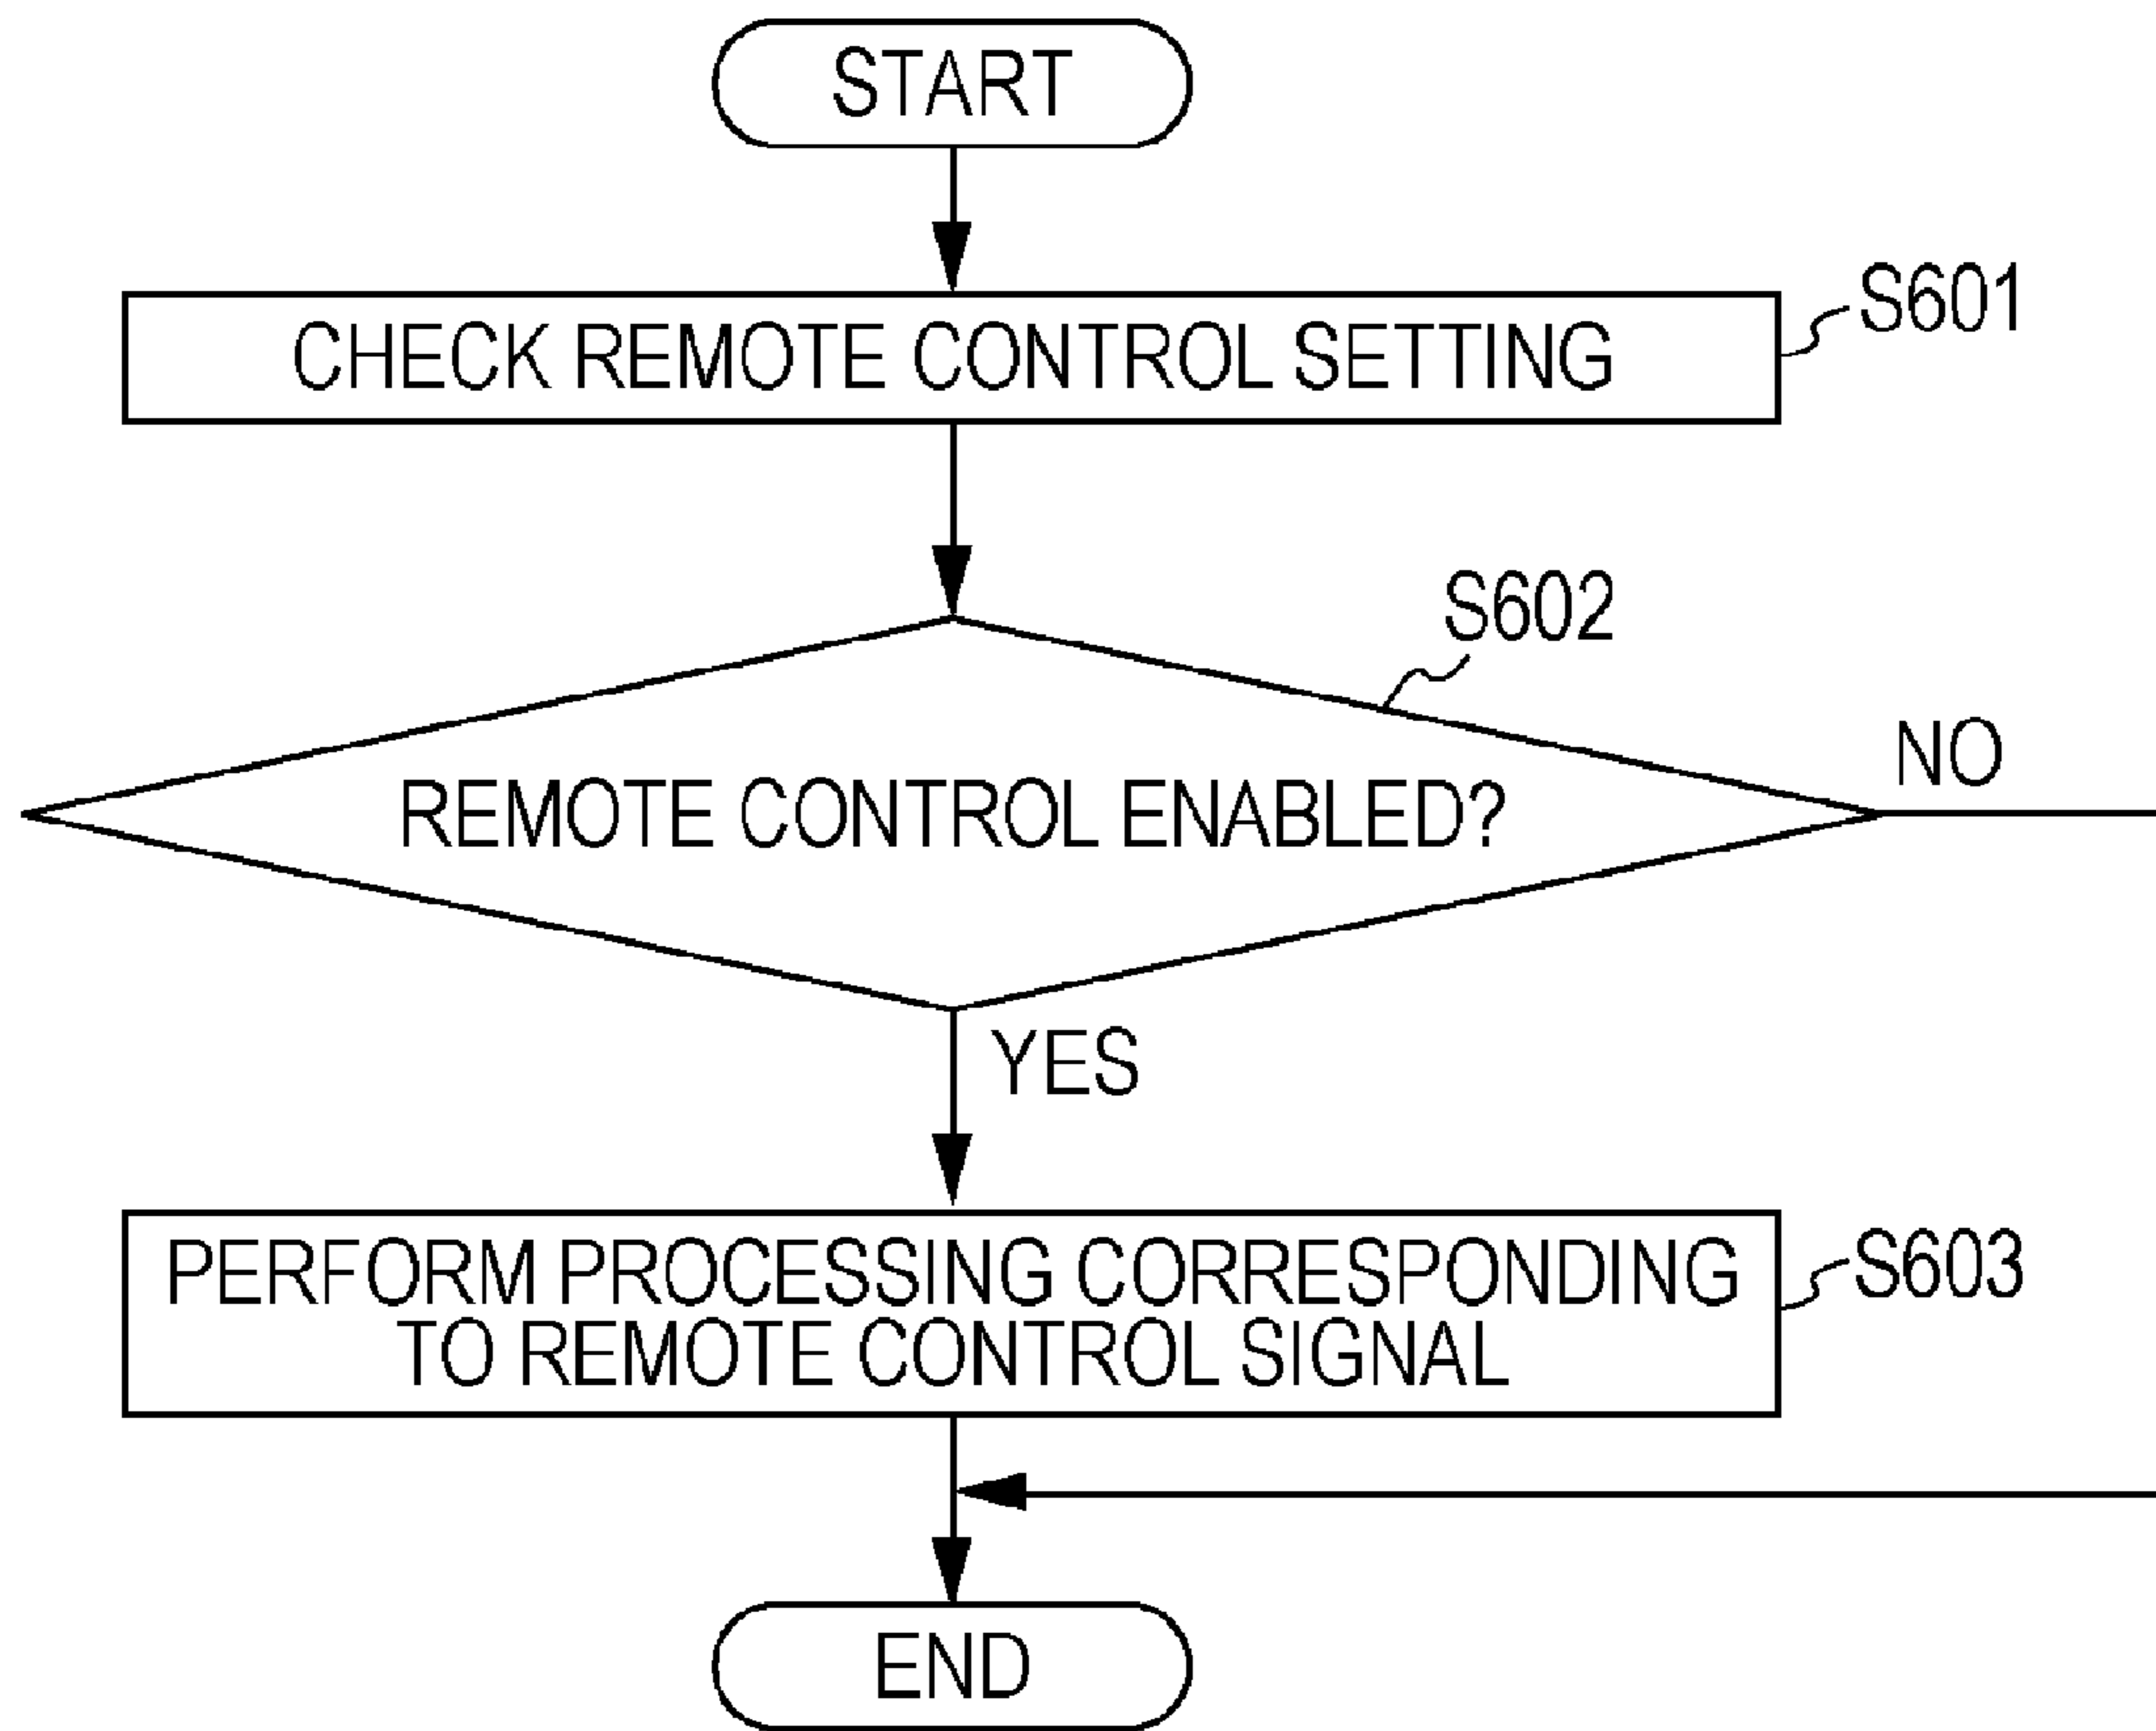 START
CHECK REMOTE CONTROL SETTING
S601
S602
REMOTE CONTROL ENABLED?
NO
YES
PERFORM PROCESSING CORRESPONDING
TO REMOTE CONTROL SIGNAL
S603
END